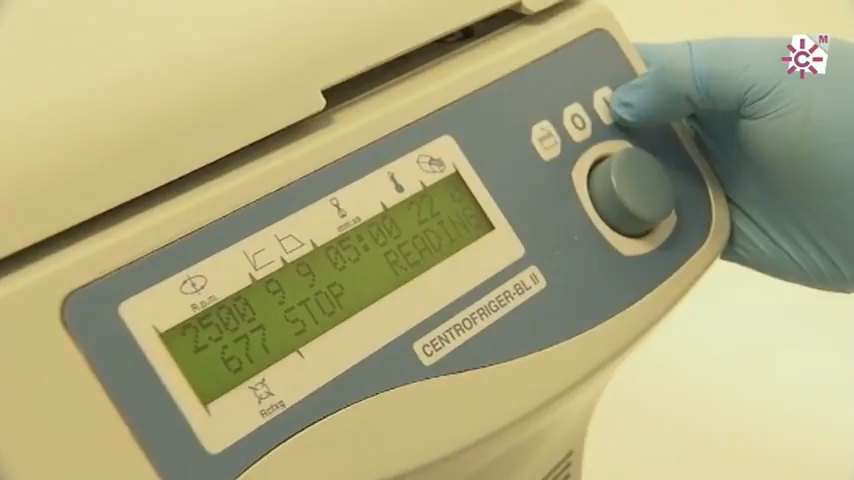 M
C
R.p.m.
mm:ss
2500 9 9 05:00 22
677 STOP READING
Rcfxg
CENTROFRIGER-BL II
O
I